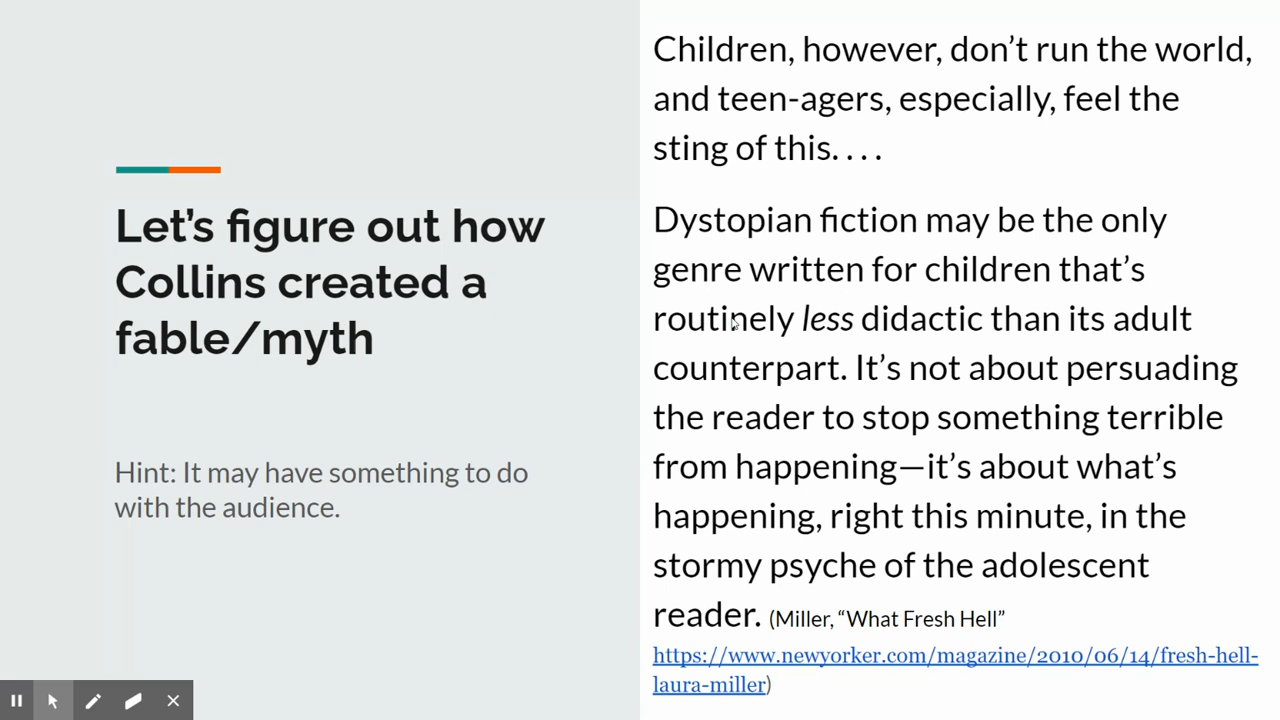 Let’s figure out how
Collins created a
fable/myth
Hint: It may have something to do
with the audience.
Children, however, don’t run the world,
and teen-agers, especially, feel the
sting of this. . . .
Dystopian fiction may be the only
genre written for children that’s
routinely less didactic than its adult
counterpart. It’s not about persuading
the reader to stop something terrible
from happening—it’s about what’s
happening, right this minute, in the
stormy psyche of the adolescent
reader. (Miller, “What Fresh Hell”
https://www.newyorker.com/magazine/2010/06/14/fresh-hell-
laura-miller)